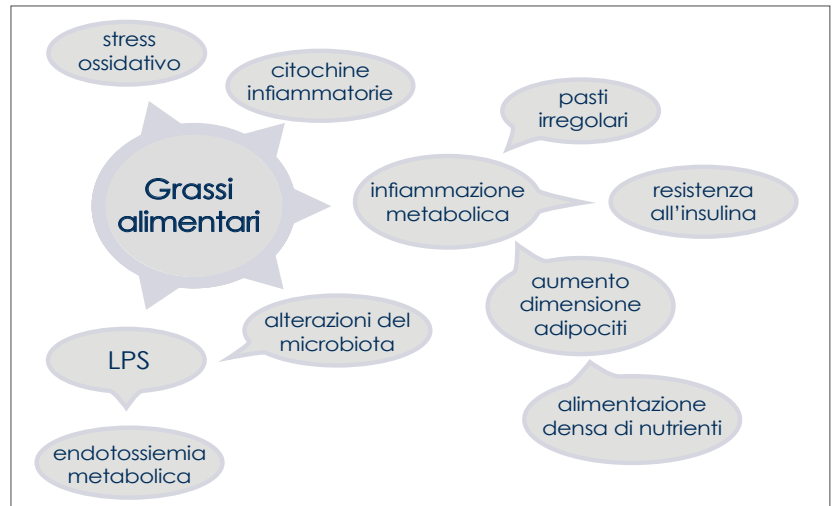 stress
ossidativo
citochine
infiammatorie
Grassi
alimentari
pasti
irregolari
infiammazione
metabolica
resistenza
all'insulina
aumento
dimensione
adipociti
alterazioni del
microbiota
LPS
alimentazione
densa di nutrienti
endotossiemia
metabolica